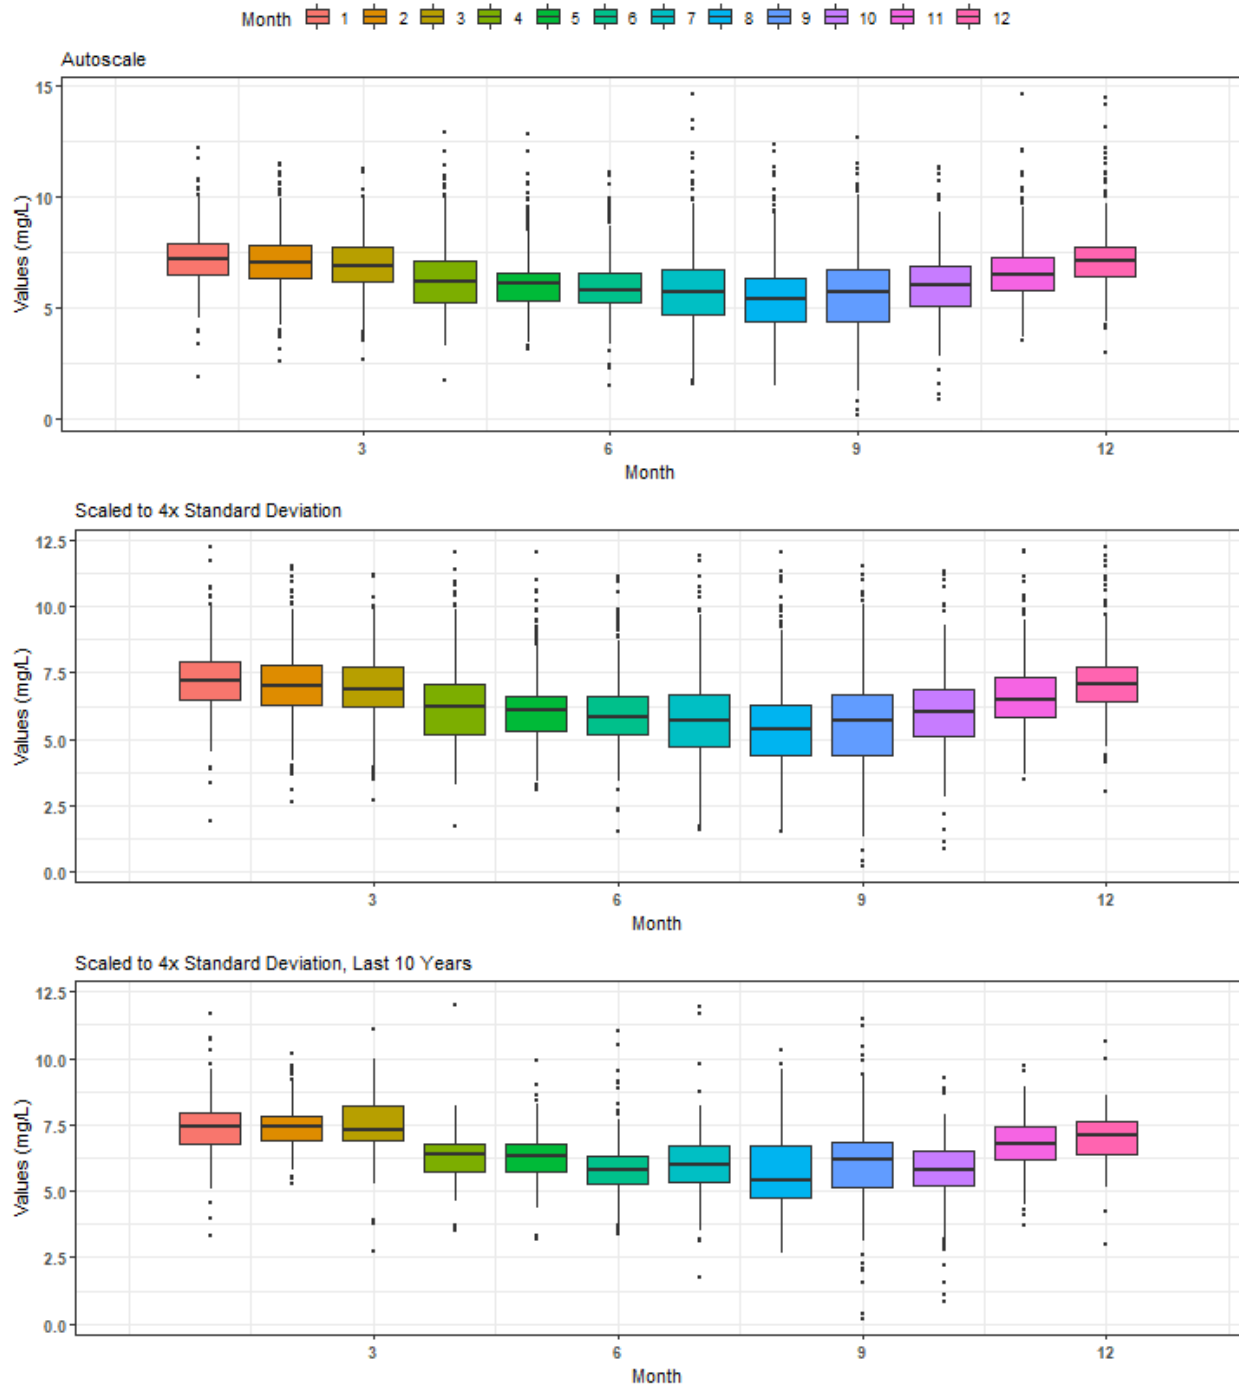 Month 1 2 3 4 5 6 7 8 9 10 11 12
Autoscale
15
10
5
0
Values (mg/L)
3 6 9 12
Month
Scaled to 4x Standard Deviation
12.5
10.0
7.5
5.0
2.5
0.0
Values (mg/L)
3 6 9 12
Month
Scaled to 4x Standard Deviation, Last 10 Years
12.5
10.0
7.5
5.0
2.5
0.0
Values (mg/L)
3 6 9 12
Month